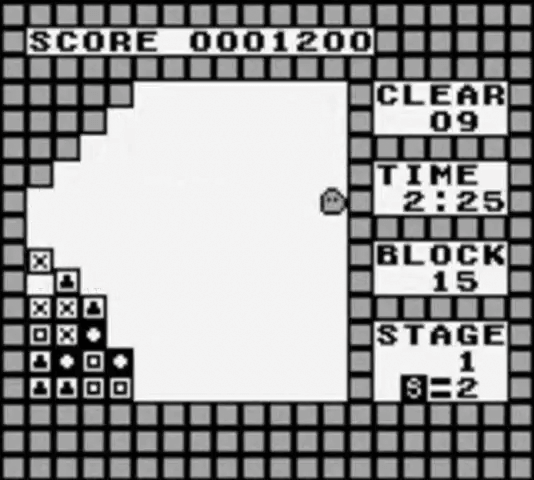 SCORE 0001200
CLEAR
09
TIME
2:25
BLOCK
15
STAGE
1
S=2